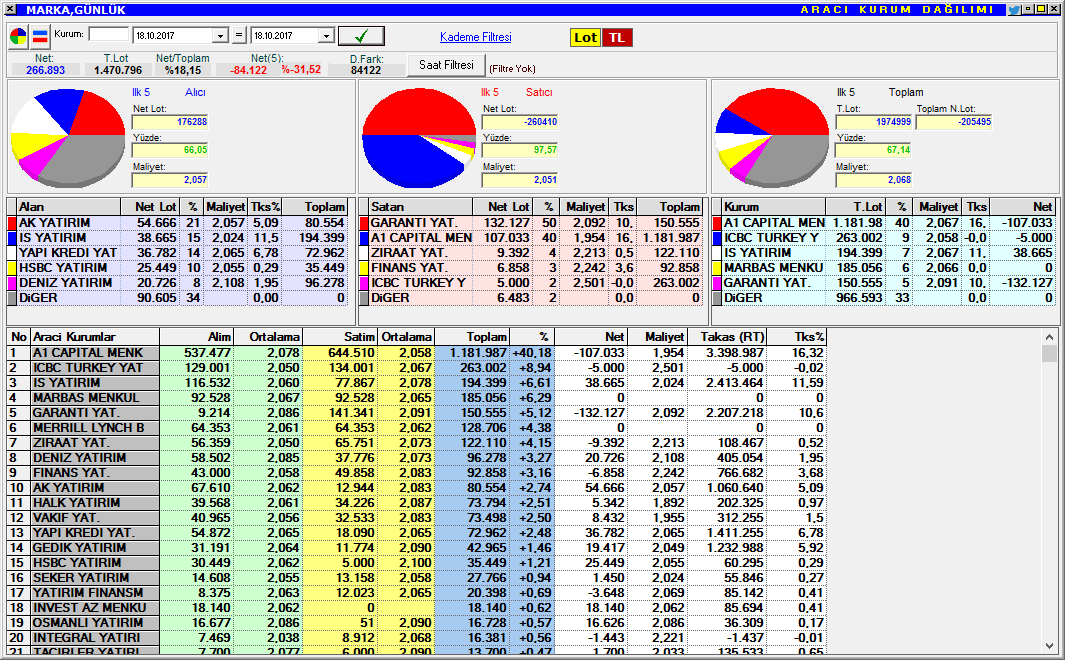 MARKA,GÜNLÜK ARACI KURUM DAĞILIMI
Kurum: 18.10.2017 = 18.10.2017 Kademe Filtresi Lot TL
Net: T.Lot Net/Toplam Net(5): D.Fark: Saat Filtresi (Filtre Yok)
266.893 1.470.796 %18,15 -84.122 %-31,52 84122
İlk 5 Alıcı
Net Lot:
176288
Yüzde:
66,05
Maliyet:
2,057
İlk 5 Satıcı
Net Lot:
-260410
Yüzde:
97,57
Maliyet:
2,051
İlk 5 Toplam
T.Lot: Toplam N.Lot:
1974999 -205495
Yüzde:
67,14
Maliyet:
2,068
Alan Net Lot % Maliyet Tks% Toplam
AK YATIRIM 54.666 21 2,057 5,09 80.554
IS YATIRIM 38.665 15 2,024 11,5 194.399
YAPI KREDI YAT 36.782 14 2,065 6,78 72.962
HSBC YATIRIM 25.449 10 2,055 0,29 35.449
DENIZ YATIRIM 20.726 8 2,108 1,95 96.278
DiGER 90.605 34 0,00 0
Satan Net Lot % Maliyet Tks Toplam
GARANTI YAT. 132.127 50 2,092 10, 150.555
A1 CAPITAL MEN 107.033 40 1,954 16, 1.181.987
ZIRAAT YAT. 9.392 4 2,213 0,5 122.110
FINANS YAT. 6.858 3 2,242 3,6 92.858
ICBC TURKEY Y 5.000 2 2,501 -0,0 263.002
DiGER 6.483 2 0,0 0
Kurum T.Lot % Maliyet Tks Net
A1 CAPITAL MEN 1.181.98 40 2,067 16, -107.033
ICBC TURKEY Y 263.002 9 2,058 -0,0 -5.000
IS YATIRIM 194.399 7 2,067 11, 38.665
MARBAS MENKU 185.056 6 2,066 0,0 0
GARANTI YAT. 150.555 5 2,091 10, -132.127
DiGER 966.593 33 0,0 0
No Araci Kurumlar Alim Ortalama Satim Ortalama Toplam % Net Maliyet Takas (RT) Tks%
1 A1 CAPITAL MENK 537.477 2,078 644.510 2,058 1.181.987 +40,18 -107.033 1,954 3.398.987 16,32
2 ICBC TURKEY YAT 129.001 2,050 134.001 2,067 263.002 +8,94 -5.000 2,501 -5.000 -0,02
3 IS YATIRIM 116.532 2,060 77.867 2,078 194.399 +6,61 38.665 2,024 2.413.464 11,59
4 MARBAS MENKUL 92.528 2,067 92.528 2,065 185.056 +6,29 0 0 0
5 GARANTI YAT. 9.214 2,086 141.341 2,091 150.555 +5,12 -132.127 2,092 2.207.218 10,6
6 MERRILL LYNCH B 64.353 2,061 64.353 2,062 128.706 +4,38 0 0 0
7 ZIRAAT YAT. 56.359 2,050 65.751 2,073 122.110 +4,15 -9.392 2,213 108.467 0,52
8 DENIZ YATIRIM 58.502 2,085 37.776 2,073 96.278 +3,27 20.726 2,108 405.054 1,95
9 FINANS YAT. 43.000 2,058 49.858 2,083 92.858 +3,16 -6.858 2,242 766.682 3,68
10 AK YATIRIM 67.610 2,062 12.944 2,083 80.554 +2,74 54.666 2,057 1.060.640 5,09
11 HALK YATIRIM 39.568 2,061 34.226 2,087 73.794 +2,51 5.342 1,892 202.325 0,97
12 VAKIF YAT. 40.965 2,056 32.533 2,083 73.498 +2,50 8.432 1,955 312.255 1,5
13 YAPI KREDI YAT. 54.872 2,065 18.090 2,065 72.962 +2,48 36.782 2,065 1.411.255 6,78
14 GEDIK YATIRIM 31.191 2,064 11.774 2,090 42.965 +1,46 19.417 2,049 1.232.988 5,92
15 HSBC YATIRIM 30.449 2,062 5.000 2,100 35.449 +1,21 25.449 2,055 60.295 0,29
16 SEKER YATIRIM 14.608 2,055 13.158 2,058 27.766 +0,94 1.450 2,024 55.846 0,27
17 YATIRIM FINANSM 8.375 2,063 12.023 2,065 20.398 +0,69 -3.648 2,069 85.142 0,41
18 INVEST AZ MENKU 18.140 2,062 0 18.140 +0,62 18.140 2,062 85.694 0,41
19 OSMANLI YATIRIM 16.677 2,086 51 2,090 16.728 +0,57 16.626 2,086 36.309 0,17
20 INTEGRAL YATIRI 7.469 2,038 8.912 2,068 16.381 +0,56 -1.443 2,221 -1.437 -0,01
21 TACIRLER YATIRI 7.700 2,077 6.000 2,090 13.700 +0,47 1.700 2,033 135.533 0,65